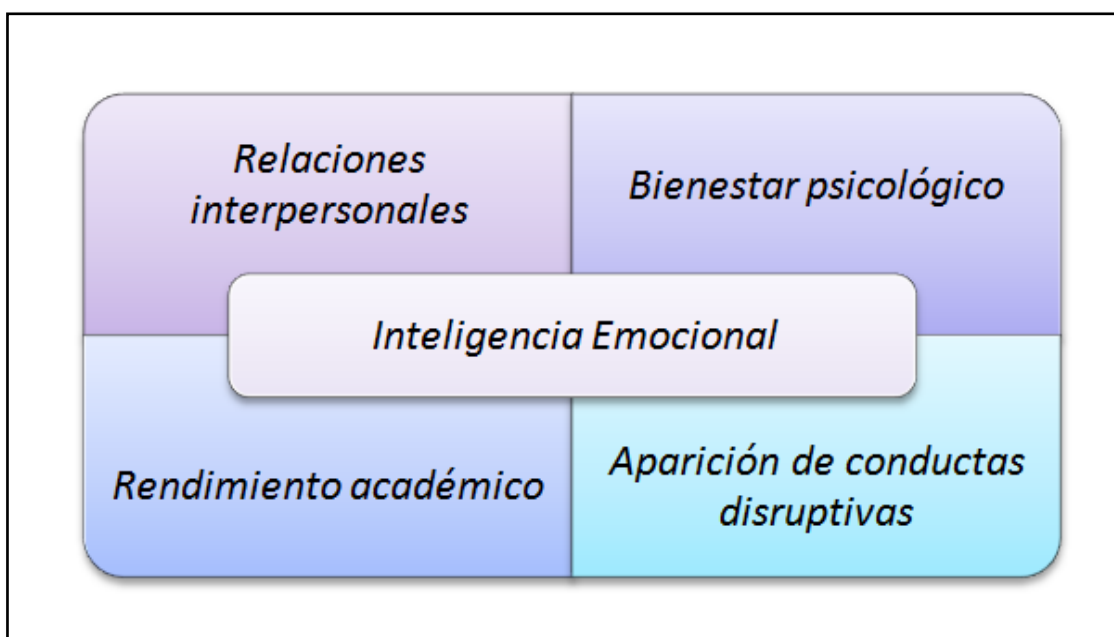 Relaciones
interpersonales
Bienestar psicológico
Inteligencia Emocional
Rendimiento académico
Aparición de conductas
disruptivas